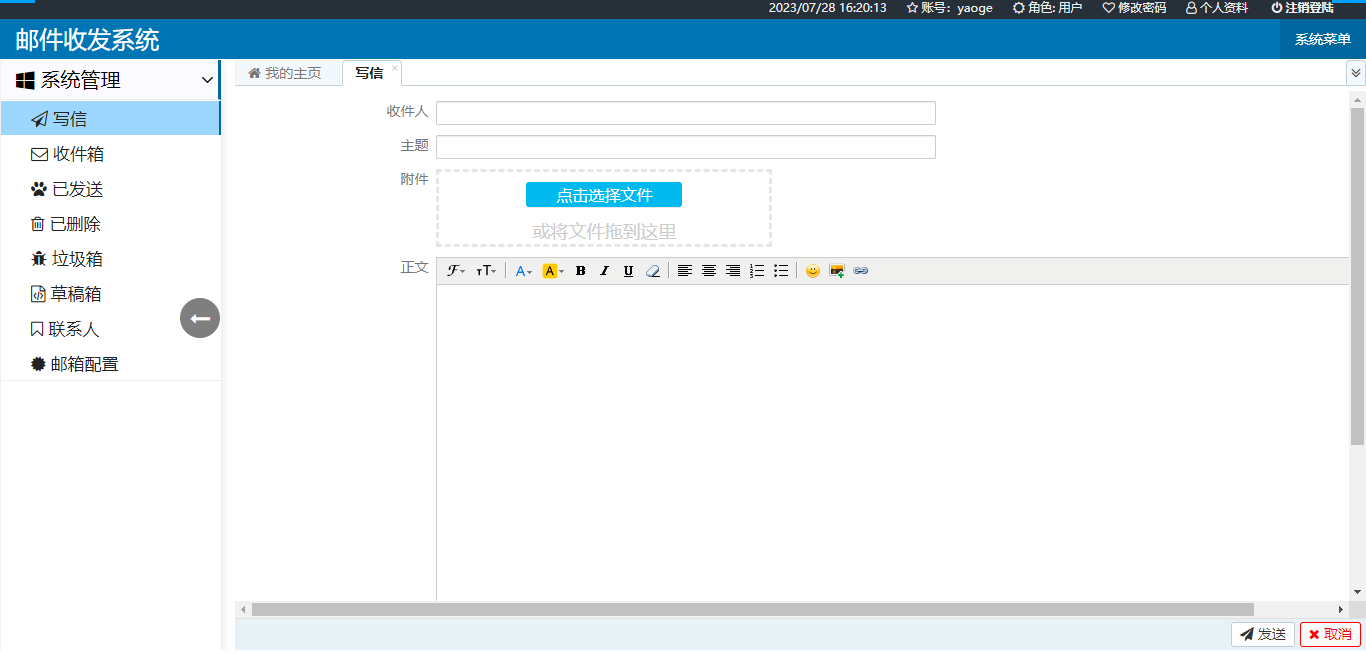 2023/07/28 16:20:13 账号：yaoge 角色: 用户 修改密码 个人资料 注销登陆
邮件收发系统 系统菜单
系统管理
我的主页 写信
写信
收件箱
已发送
已删除
垃圾箱
草稿箱
联系人
邮箱配置
收件人
主题
附件
点击选择文件
或将文件拖到这里
正文
发送 取消